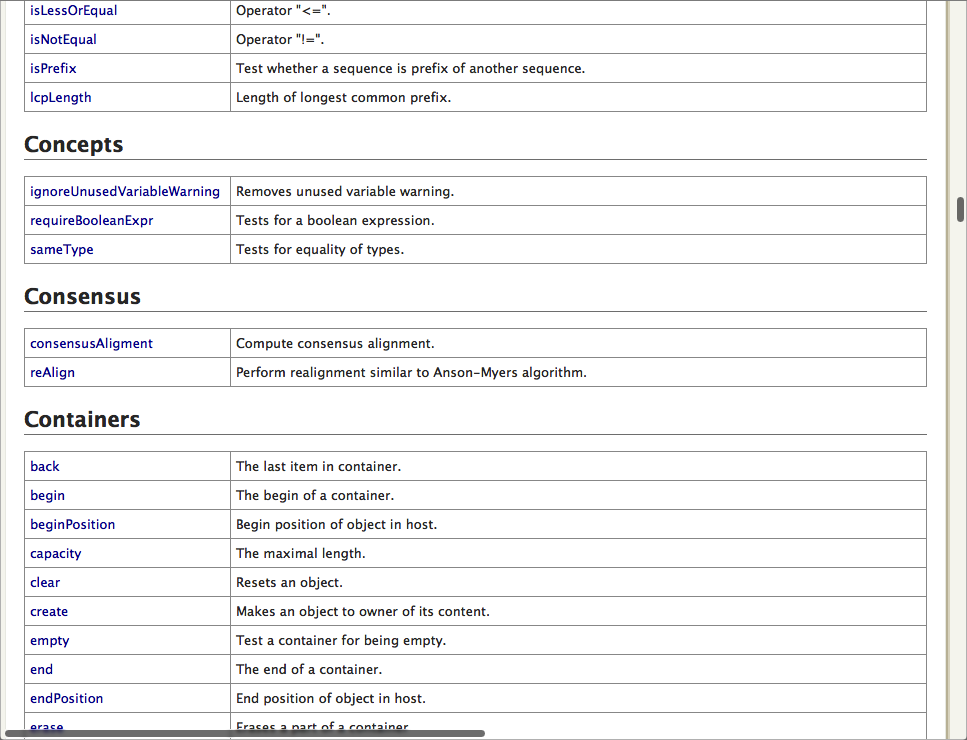 isLessOrEqual Operator "<=".
isNotEqual Operator "!=".
isPrefix Test whether a sequence is prefix of another sequence.
lcpLength Length of longest common prefix.
Concepts
ignoreUnusedVariableWarning Removes unused variable warning.
requireBooleanExpr Tests for a boolean expression.
sameType Tests for equality of types.
Consensus
consensusAligment Compute consensus alignment.
reAlign Perform realignment similar to Anson-Myers algorithm.
Containers
back The last item in container.
begin The begin of a container.
beginPosition Begin position of object in host.
capacity The maximal length.
clear Resets an object.
create Makes an object to owner of its content.
empty Test a container for being empty.
end The end of a container.
endPosition End position of object in host.
erase Erases a part of a container